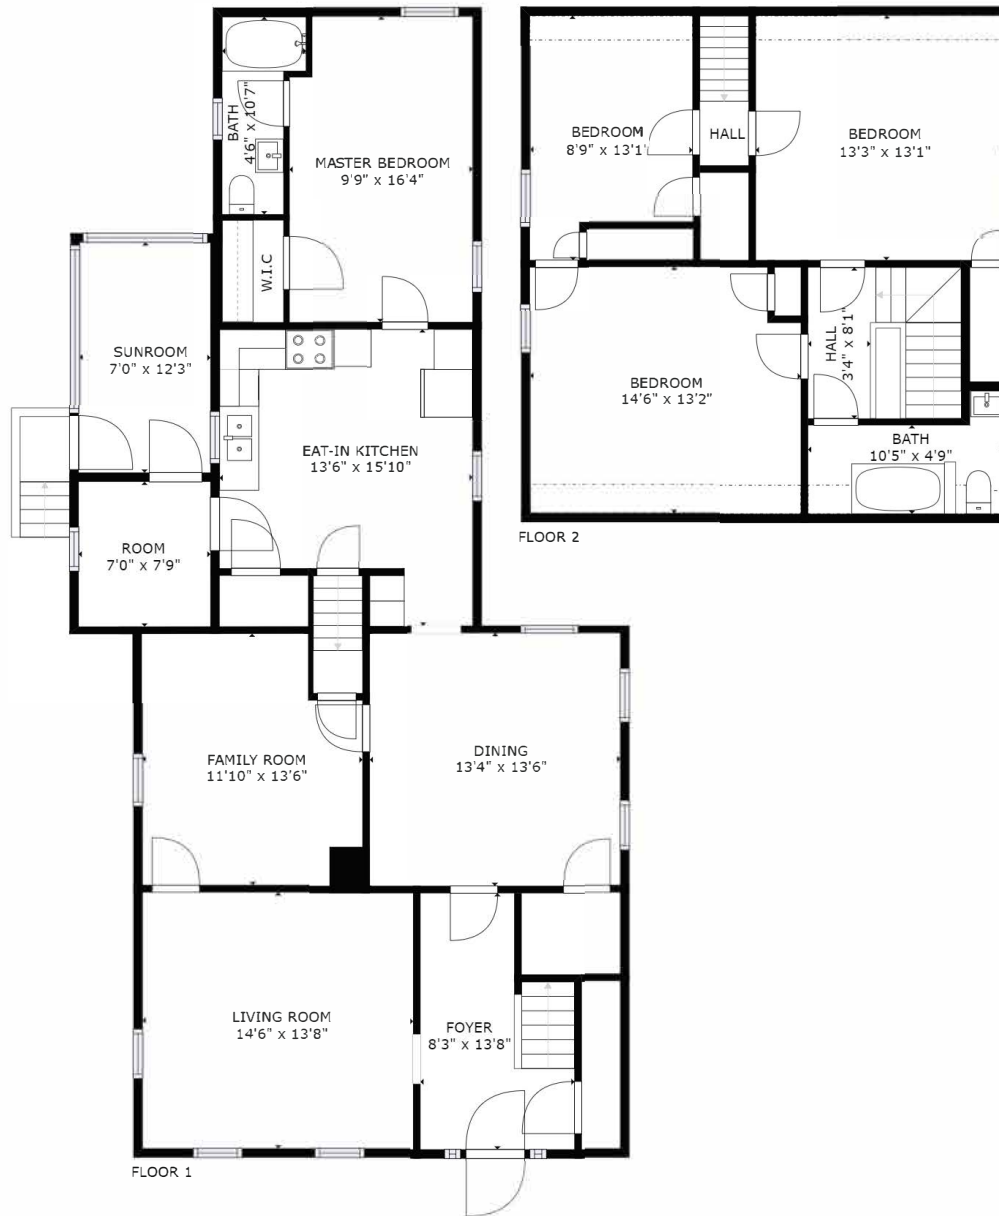 BATH
4'6" x 10'7"
MASTER BEDROOM
9'9" x 16'4"
W.I.C
SUNROOM
7'0" x 12'3"
EAT-IN KITCHEN
13'6" x 15'10"
ROOM
7'0" x 7'9"
FAMILY ROOM
11'10" x 13'6"
DINING
13'4" x 13'6"
LIVING ROOM
14'6" x 13'8"
FOYER
8'3" x 13'8"
FLOOR 1
BEDROOM
8'9" x 13'1"
HALL
BEDROOM
13'3" x 13'1"
BEDROOM
14'6" x 13'2"
HALL
3'4" x 8'1"
BATH
10'5" x 4'9"
FLOOR 2